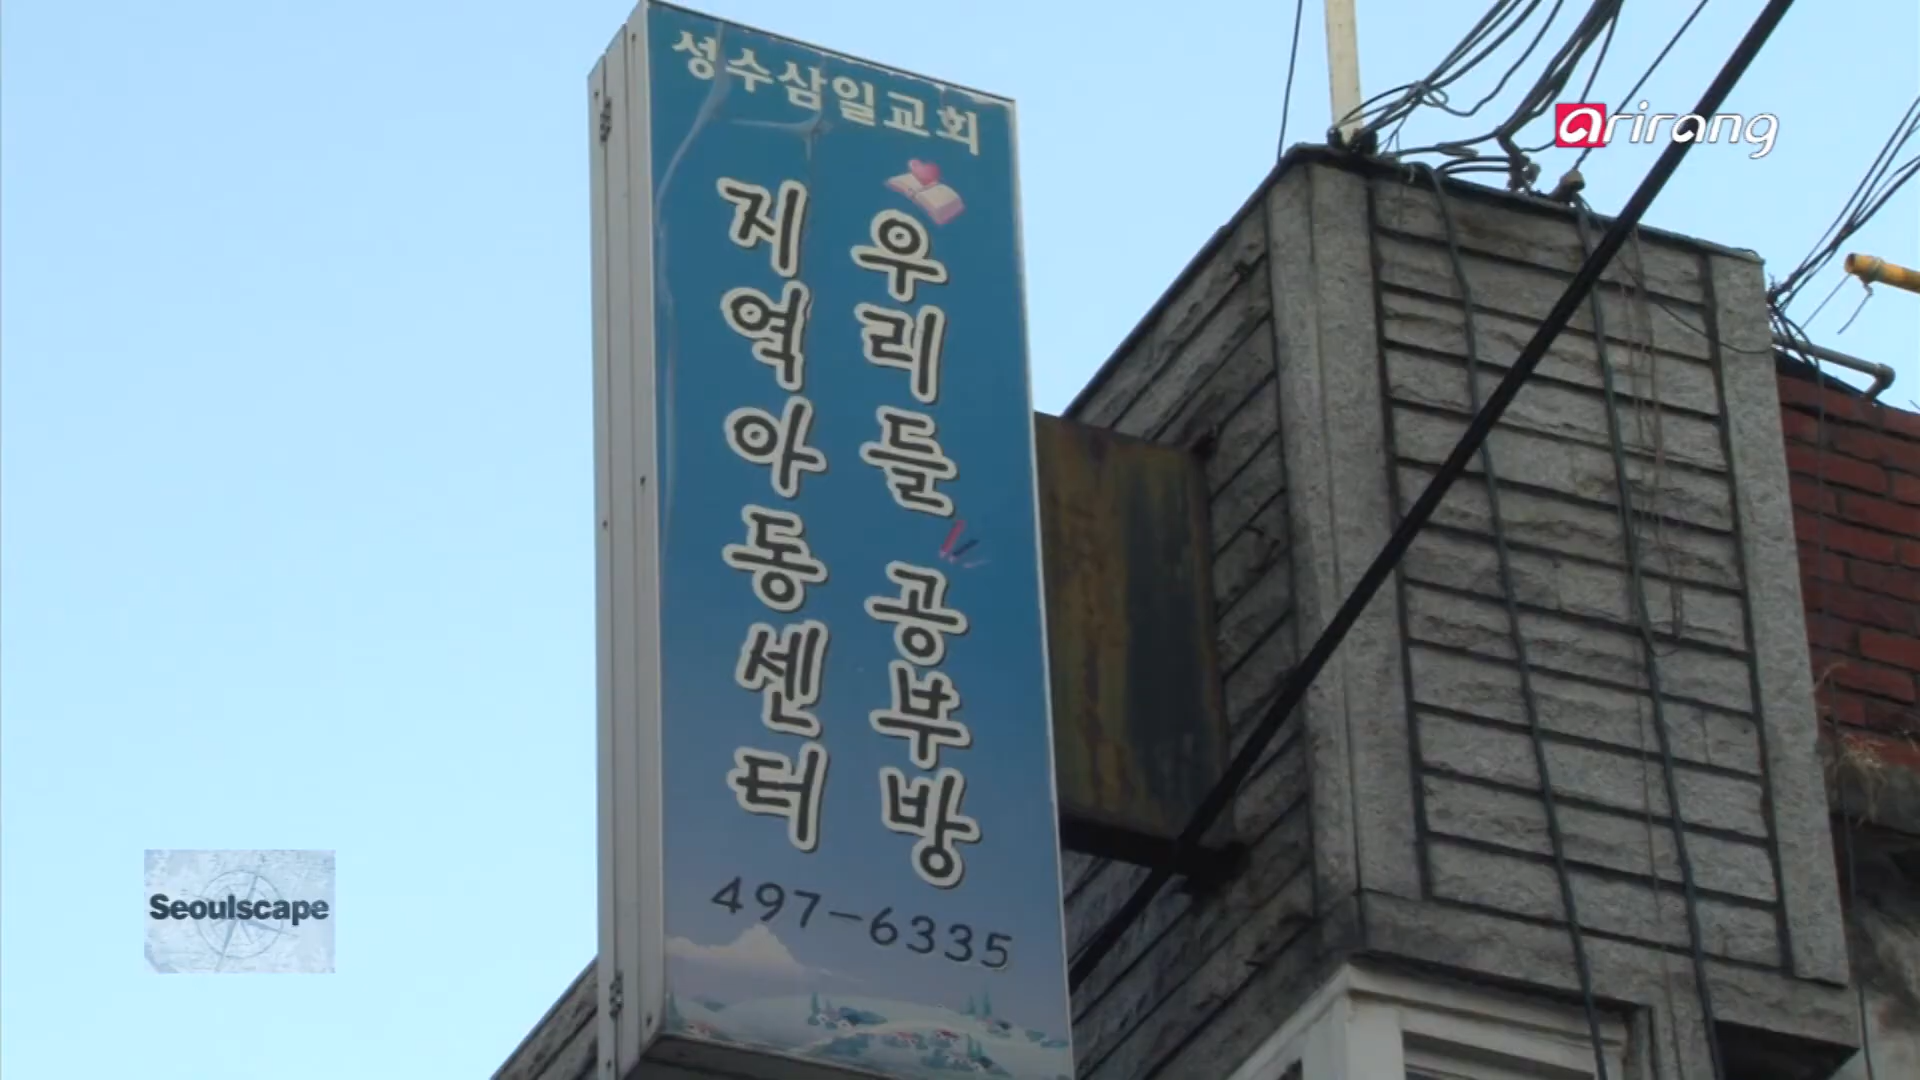 성수삼일교회
우리들 공부방
지역아동센터
497-6335
arirang
Seoulscape